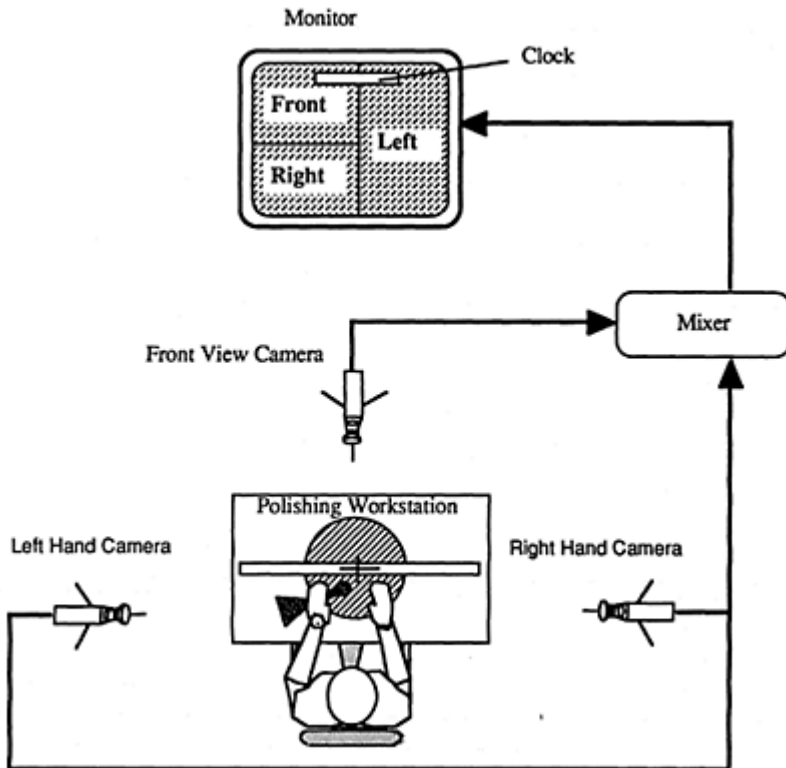 Monitor
Clock
Front
Left
Right
Mixer
Front View Camera
Polishing Workstation
Left Hand Camera
Right Hand Camera